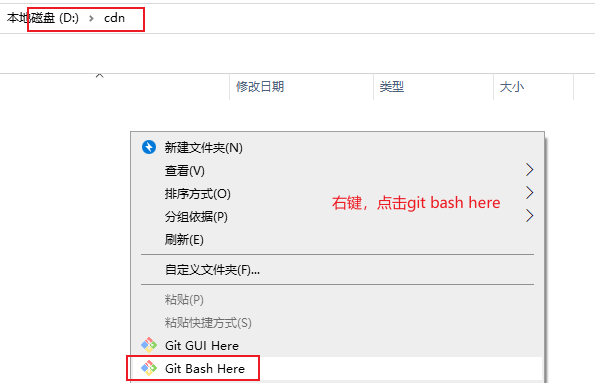 本地磁盘 (D:) > cdn
修改日期 类型 大小
新建文件夹(N)
查看(V)
排序方式(O)
分组依据(P)
刷新(E)
右键，点击git bash here
自定义文件夹(F)...
粘贴(P)
粘贴快捷方式(S)
Git GUI Here
Git Bash Here